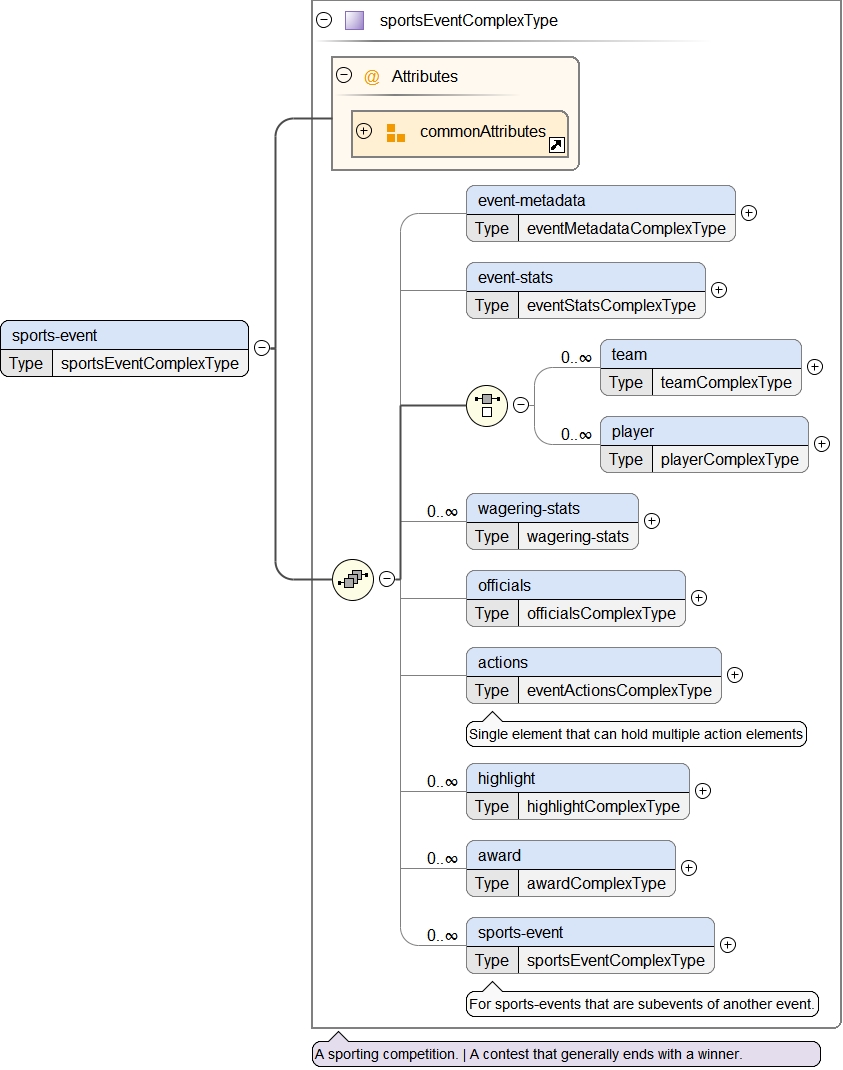 sportsEventComplexType
@ Attributes
commonAttributes
event-metadata
Type eventMetadataComplexType
event-stats
Type eventStatsComplexType
sports-event
Type sportsEventComplexType
0..∞ team
Type teamComplexType
0..∞ player
Type playerComplexType
0..∞ wagering-stats
Type wagering-stats
officials
Type officialsComplexType
actions
Type eventActionsComplexType
Single element that can hold multiple action elements
0..∞ highlight
Type highlightComplexType
0..∞ award
Type awardComplexType
0..∞ sports-event
Type sportsEventComplexType
For sports-events that are subevents of another event.
A sporting competition. | A contest that generally ends with a winner.